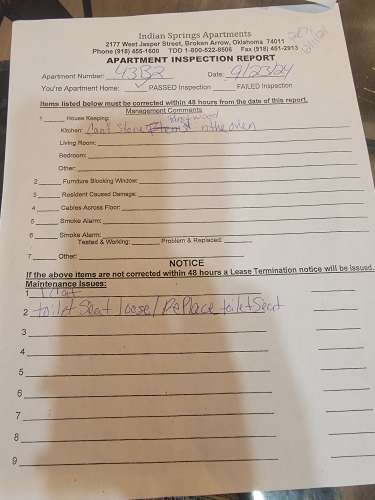 Indian Springs Apartments
2177 West Jasper Street, Broken Arrow, Oklahoma 74011
Phone (918) 455-1600 TDD 1-800-522-8506 Fax (918) 451-2913
APARTMENT INSPECTION REPORT
Apartment Number: 43B2 Date: 9/23/24
You're Apartment Home: ✓ PASSED Inspection FAILED Inspection
Items listed below must be corrected within 48 hours from the date of this report.
Management Comments
1 House Keeping:
Kitchen: Can't Store in the oven
Living Room:
Bedroom:
Other:
2 Furniture Blocking Window:
3 Resident Caused Damage:
4 Cables Across Floor:
5 Smoke Alarm:
6 Smoke Alarm:
Tested & Working: Problem & Replaced:
7 Other:
NOTICE
If the above items are not corrected within 48 hours a Lease Termination notice will be issued.
Maintenance Issues:
1
2 toilet Seat loose/Replace toilet Seat
3
4
5
6
7
8
9